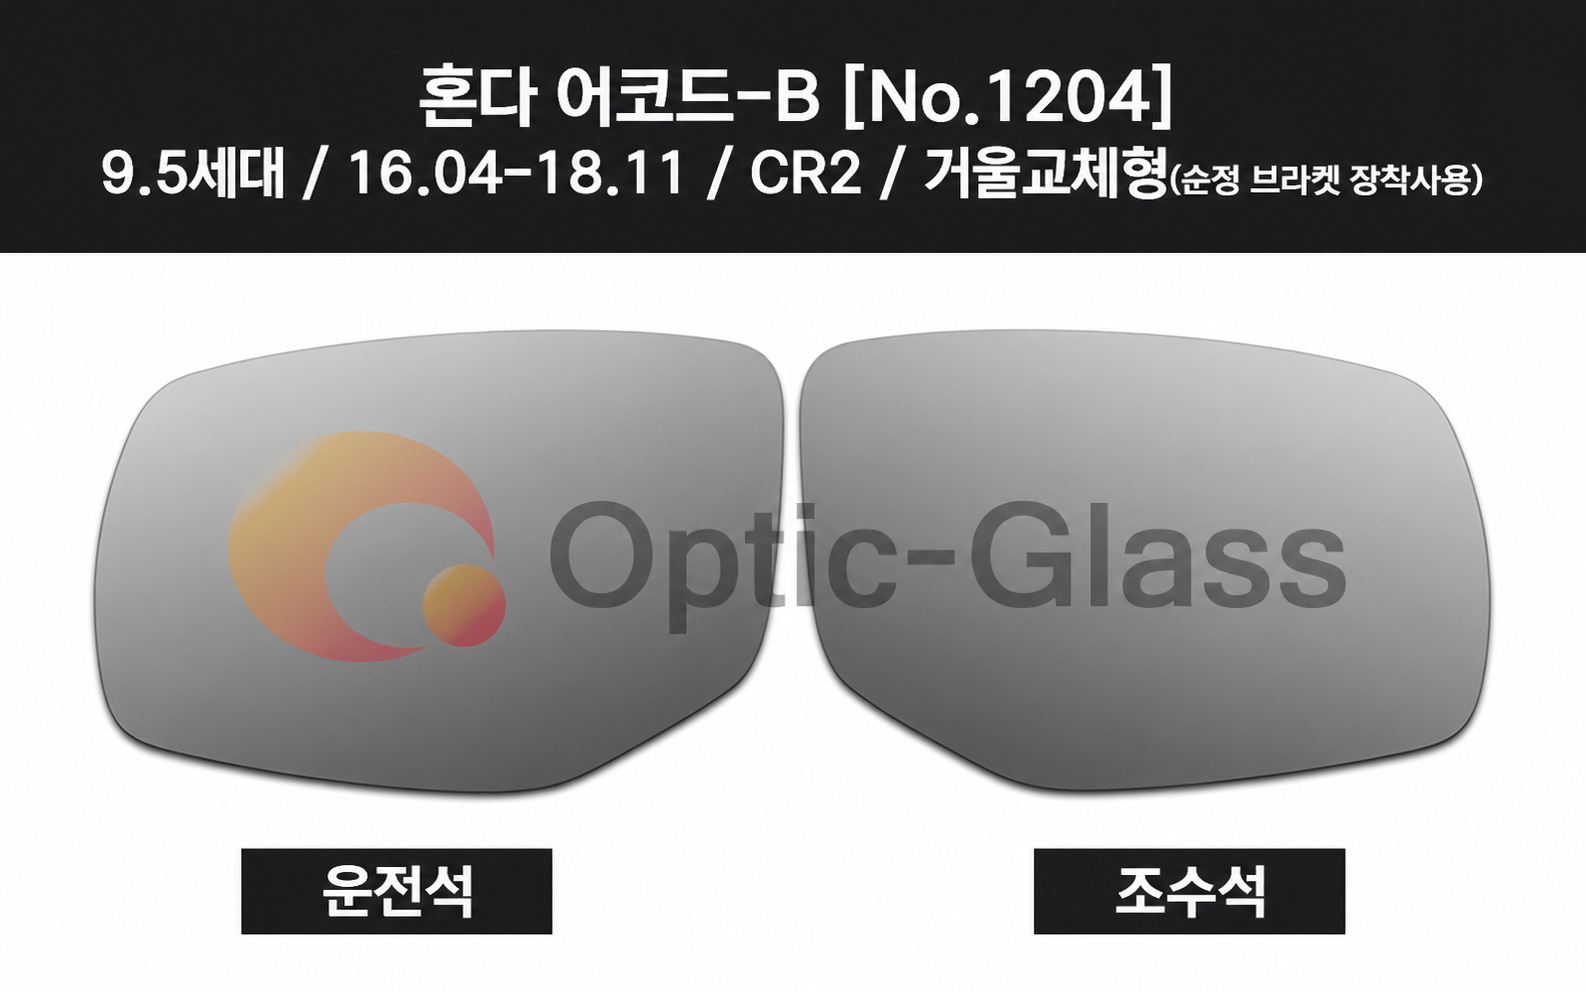 혼다 어코드-B [No.1204]
9.5세대 / 16.04-18.11 / CR2 / 거울교체형(순정 브라켓 장착사용)
Optic-Glass
운전석
조수석